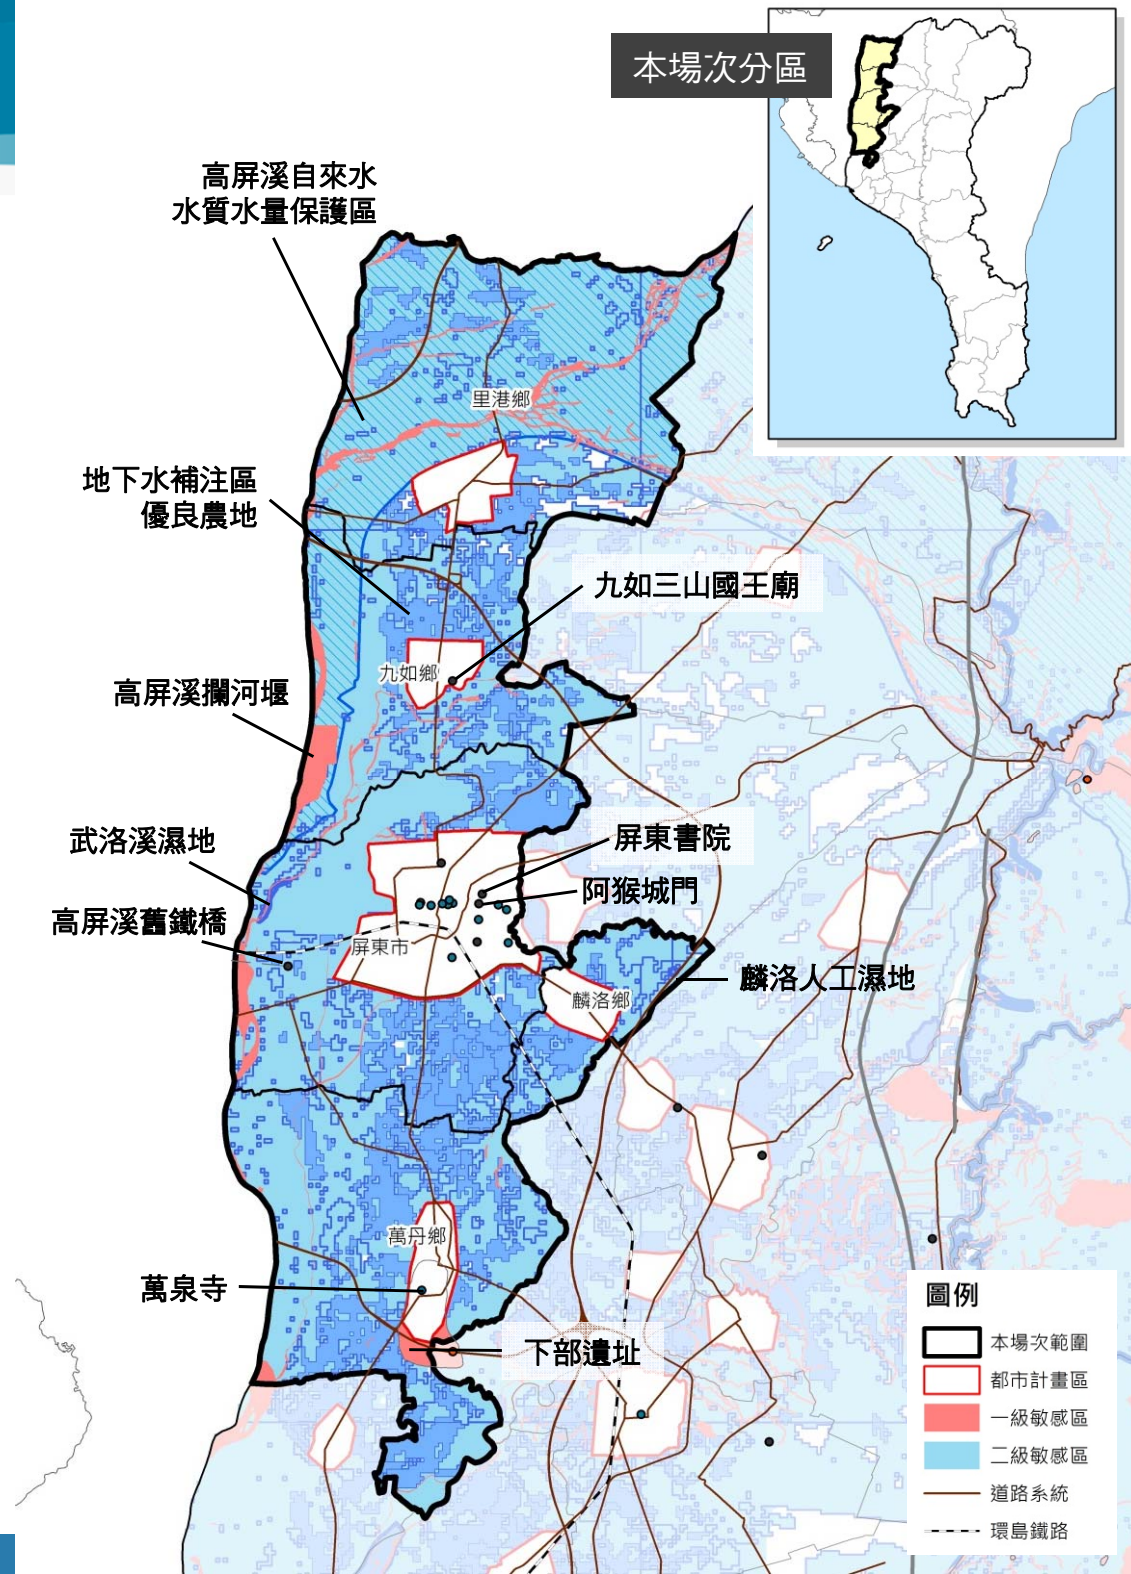 本場次分區
高屏溪自來水
水質水量保護區
里港鄉
地下水補注區
優良農地
九如三山國王廟
九如鄉
高屏溪攔河堰
武洛溪濕地
屏東書院
阿猴城門
高屏溪舊鐵橋
屏東市
麟洛人工濕地
麟洛鄉
萬丹鄉
萬泉寺
下部遺址
圖例
本場次範圍
都市計畫區
一級敏感區
二級敏感區
道路系統
環島鐵路